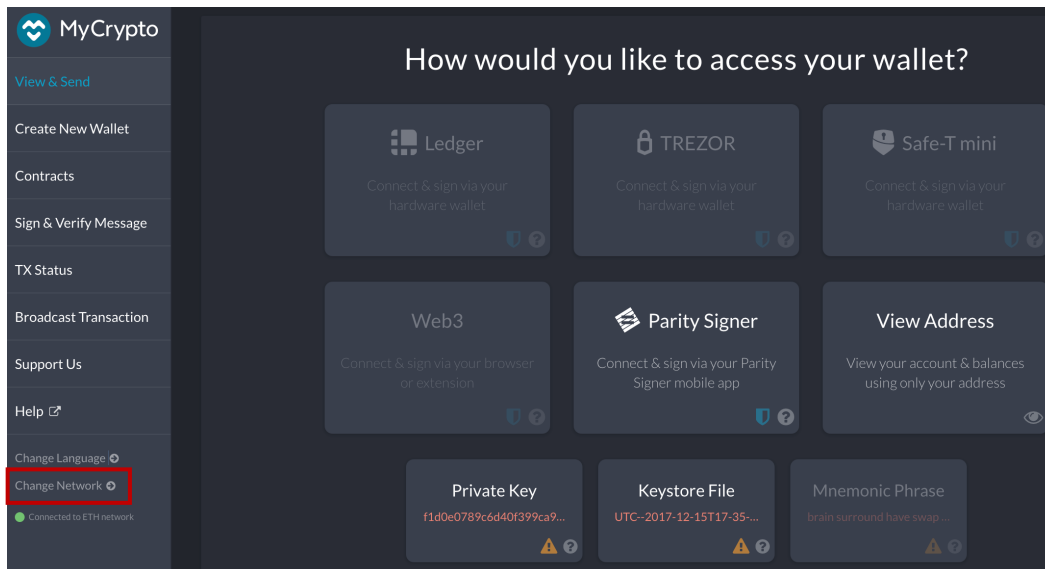 MyCrypto
View & Send
Create New Wallet
Contracts
Sign & Verify Message
TX Status
Broadcast Transaction
Support Us
Help
Change Language
Change Network
Connected to ETH network
How would you like to access your wallet?
Ledger
Connect & sign via your
hardware wallet
TREZOR
Connect & sign via your
hardware wallet
Safe-T mini
Connect & sign via your
hardware wallet
Web3
Connect & sign via your browser
or extension
Parity Signer
Connect & sign via your Parity
Signer mobile app
View Address
View your account & balances
using only your address
Private Key
f1d0e0789c6d40f399ca9...
Keystore File
UTC--2017-12-15T17-35-...
Mnemonic Phrase
brain surround have swap ...